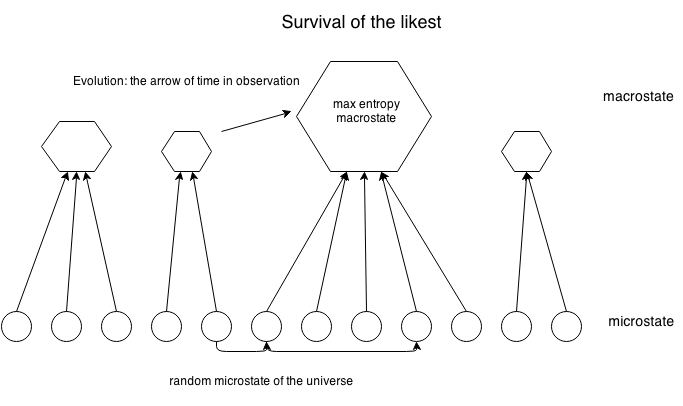 Survival of the likest
Evolution: the arrow of time in observation
max entropy
macrostate
macrostate
microstate
random microstate of the universe